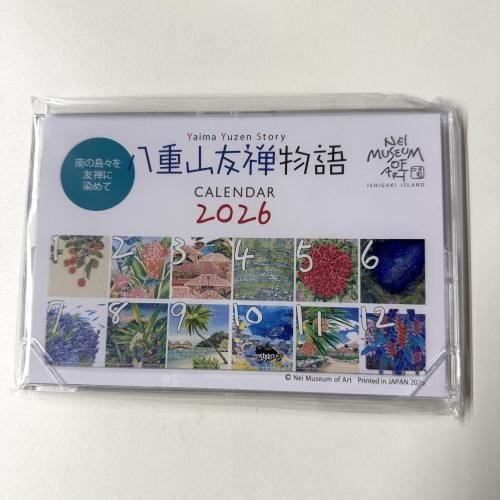 Yaima Yuzen Story
八重山友禅物語
南の島々を
友禅に
染めて
CALENDAR
2026
Nei
MUSEUM
OF
ART
ISHIGAKI ISLAND
1 2 3 4 5 6
7 8 9 10 11 12
© Nei Museum of Art Printed in JAPAN